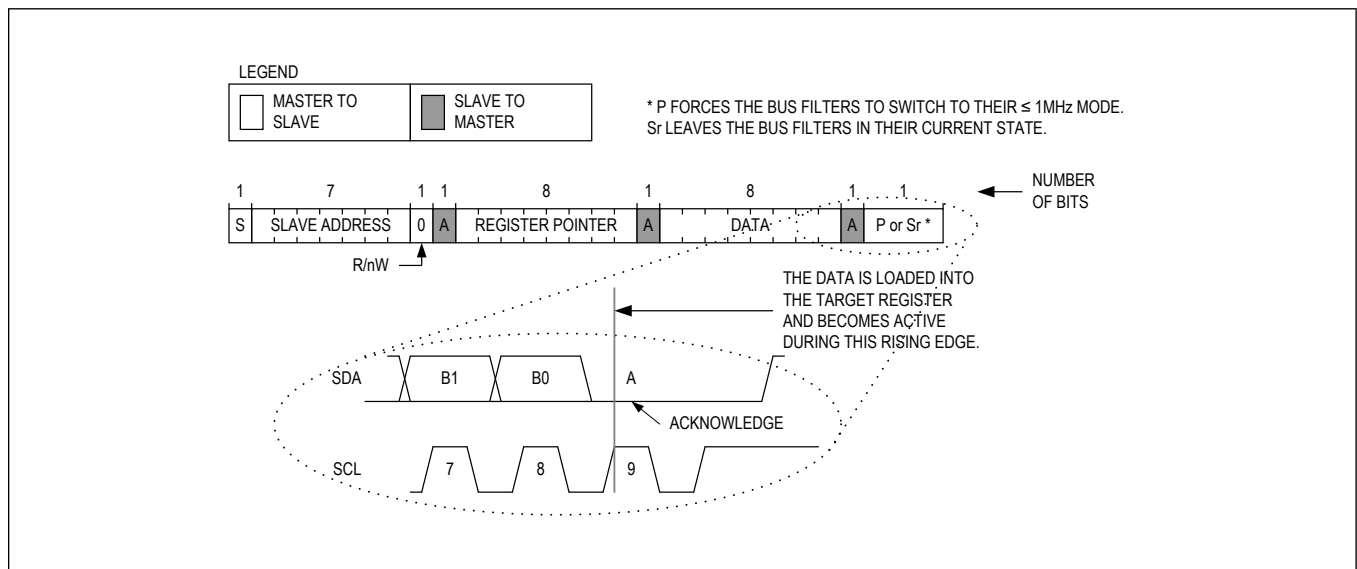 LEGEND
MASTER TO
SLAVE
SLAVE TO
MASTER
* P FORCES THE BUS FILTERS TO SWITCH TO THEIR ≤ 1MHz MODE.
Sr LEAVES THE BUS FILTERS IN THEIR CURRENT STATE.
1 7 1 1 8 1 8 1 1
NUMBER
OF BITS
S SLAVE ADDRESS 0 A REGISTER POINTER A DATA A P or Sr *
R/nW
THE DATA IS LOADED INTO
THE TARGET REGISTER
AND BECOMES ACTIVE
DURING THIS RISING EDGE.
SDA B1 B0 A
ACKNOWLEDGE
SCL 7 8 9